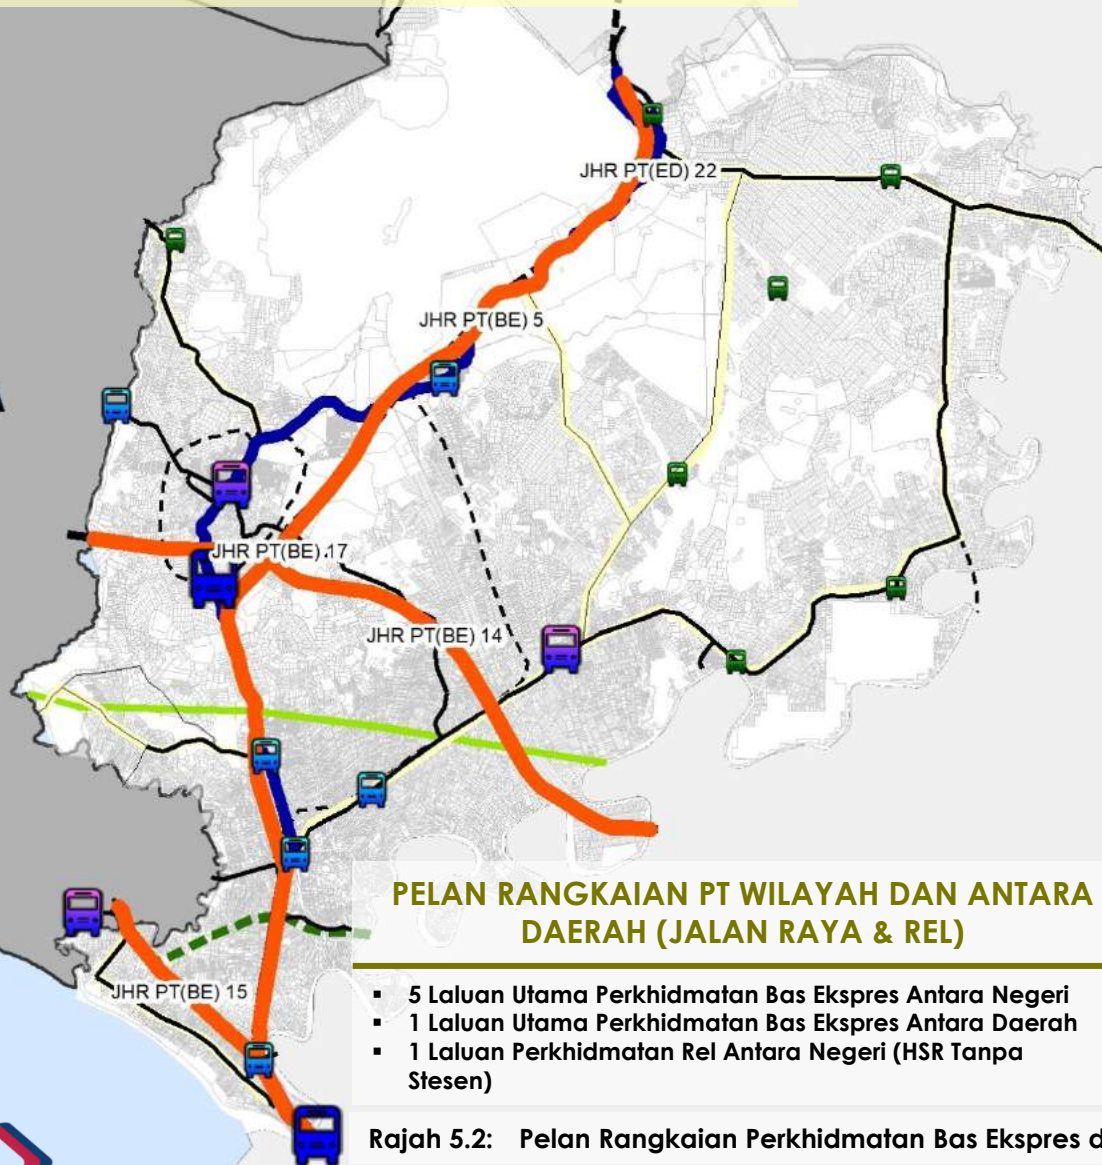 JHR PT(ED) 22
JHR PT(BE) 5
JHR PT(BE) 17
JHR PT(BE) 14
PELAN RANGKAIAN PT WILAYAH DAN ANTARA
DAERAH (JALAN RAYA & REL)
JHR PT(BE) 15
▪ 5 Laluan Utama Perkhidmatan Bas Ekspres Antara Negeri
▪ 1 Laluan Utama Perkhidmatan Bas Ekspres Antara Daerah
▪ 1 Laluan Perkhidmatan Rel Antara Negeri (HSR Tanpa
Stesen)
Rajah 5.2: Pelan Rangkaian Perkhidmatan Bas Ekspres d